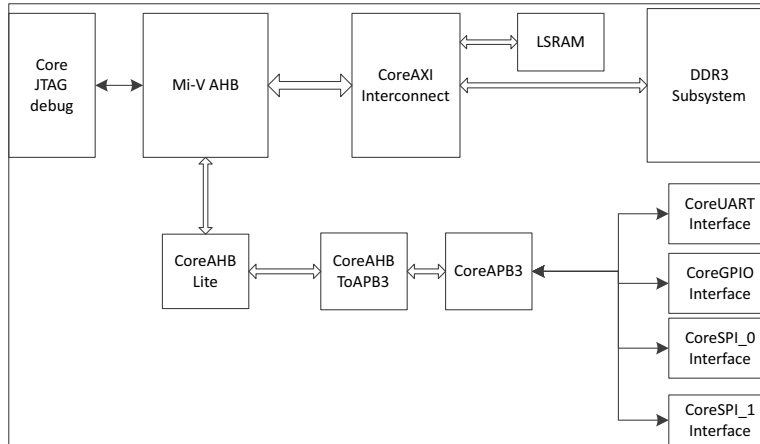 Core
JTAG
debug
Mi-V AHB
CoreAXI
Interconnect
LSRAM
DDR3
Subsystem
CoreAHB
Lite
CoreAHB
ToAPB3
CoreAPB3
CoreUART
Interface
CoreGPIO
Interface
CoreSPI_0
Interface
CoreSPI_1
Interface